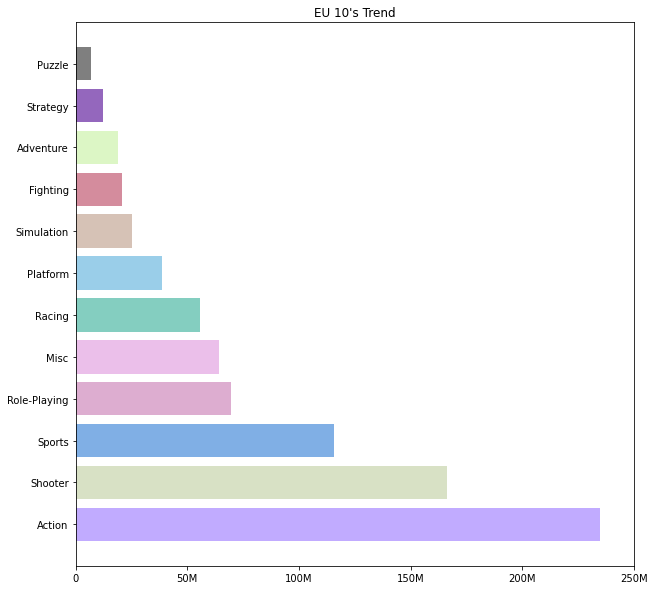 EU 10's Trend
Puzzle
Strategy
Adventure
Fighting
Simulation
Platform
Racing
Misc
Role-Playing
Sports
Shooter
Action
0 50M 100M 150M 200M 250M